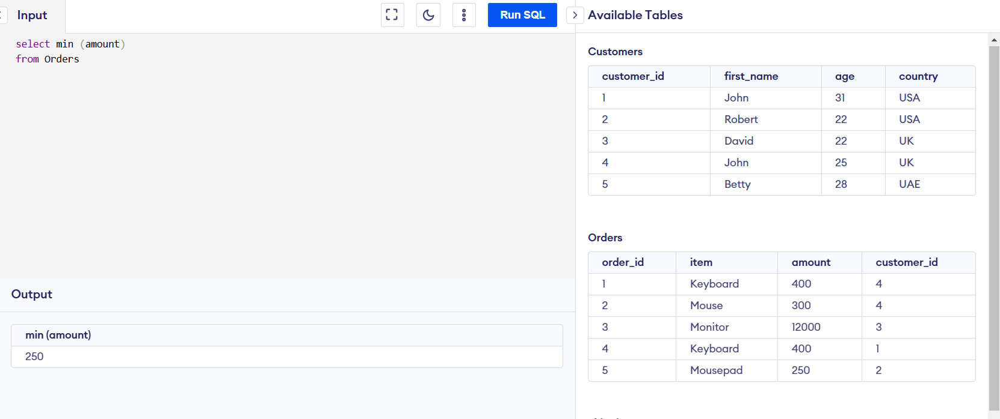 Input
Run SQL
select min (amount)
from Orders
Output
min (amount)
250
Available Tables
Customers
customer_id first_name age country
1 John 31 USA
2 Robert 22 USA
3 David 22 UK
4 John 25 UK
5 Betty 28 UAE
Orders
order_id item amount customer_id
1 Keyboard 400 4
2 Mouse 300 4
3 Monitor 12000 3
4 Keyboard 400 1
5 Mousepad 250 2